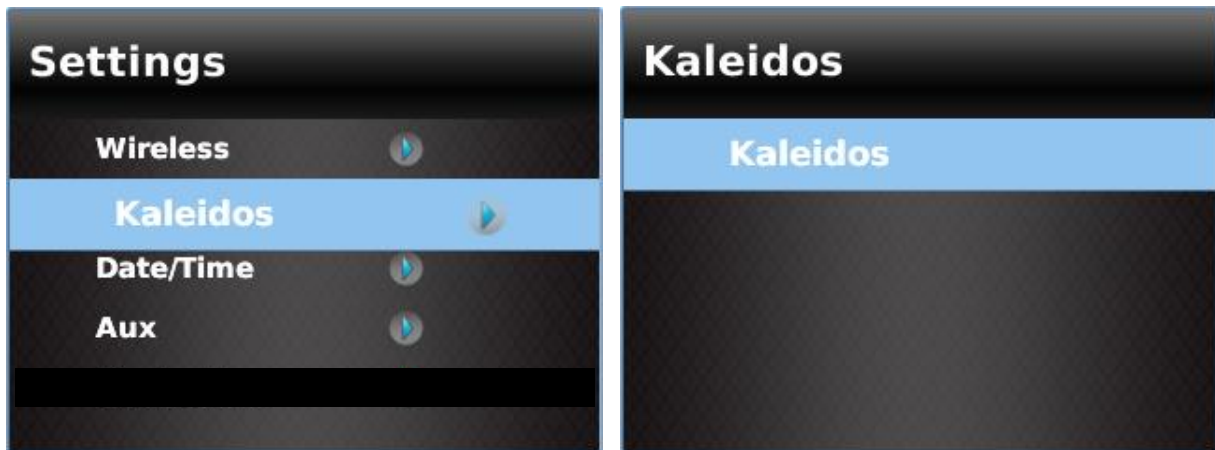 Settings
Wireless
Kaleidos
Date/Time
Aux
Kaleidos
Kaleidos